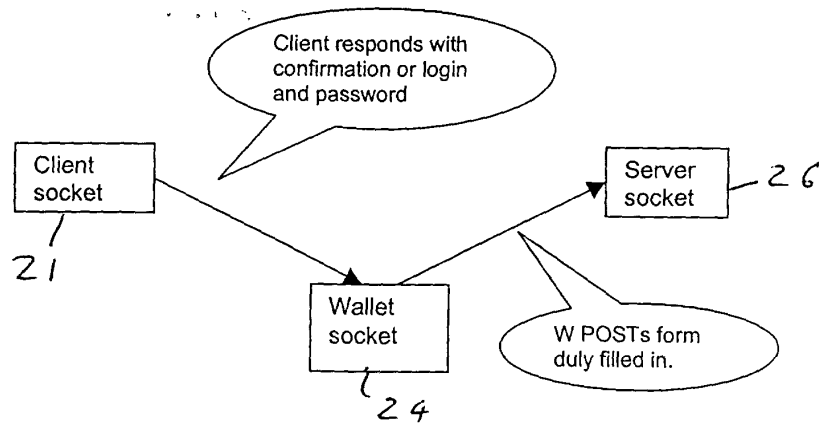 Client responds with
confirmation or login
and password
Client
socket
21
Server
socket
26
Wallet
socket
24
W POSTs form
duly filled in.